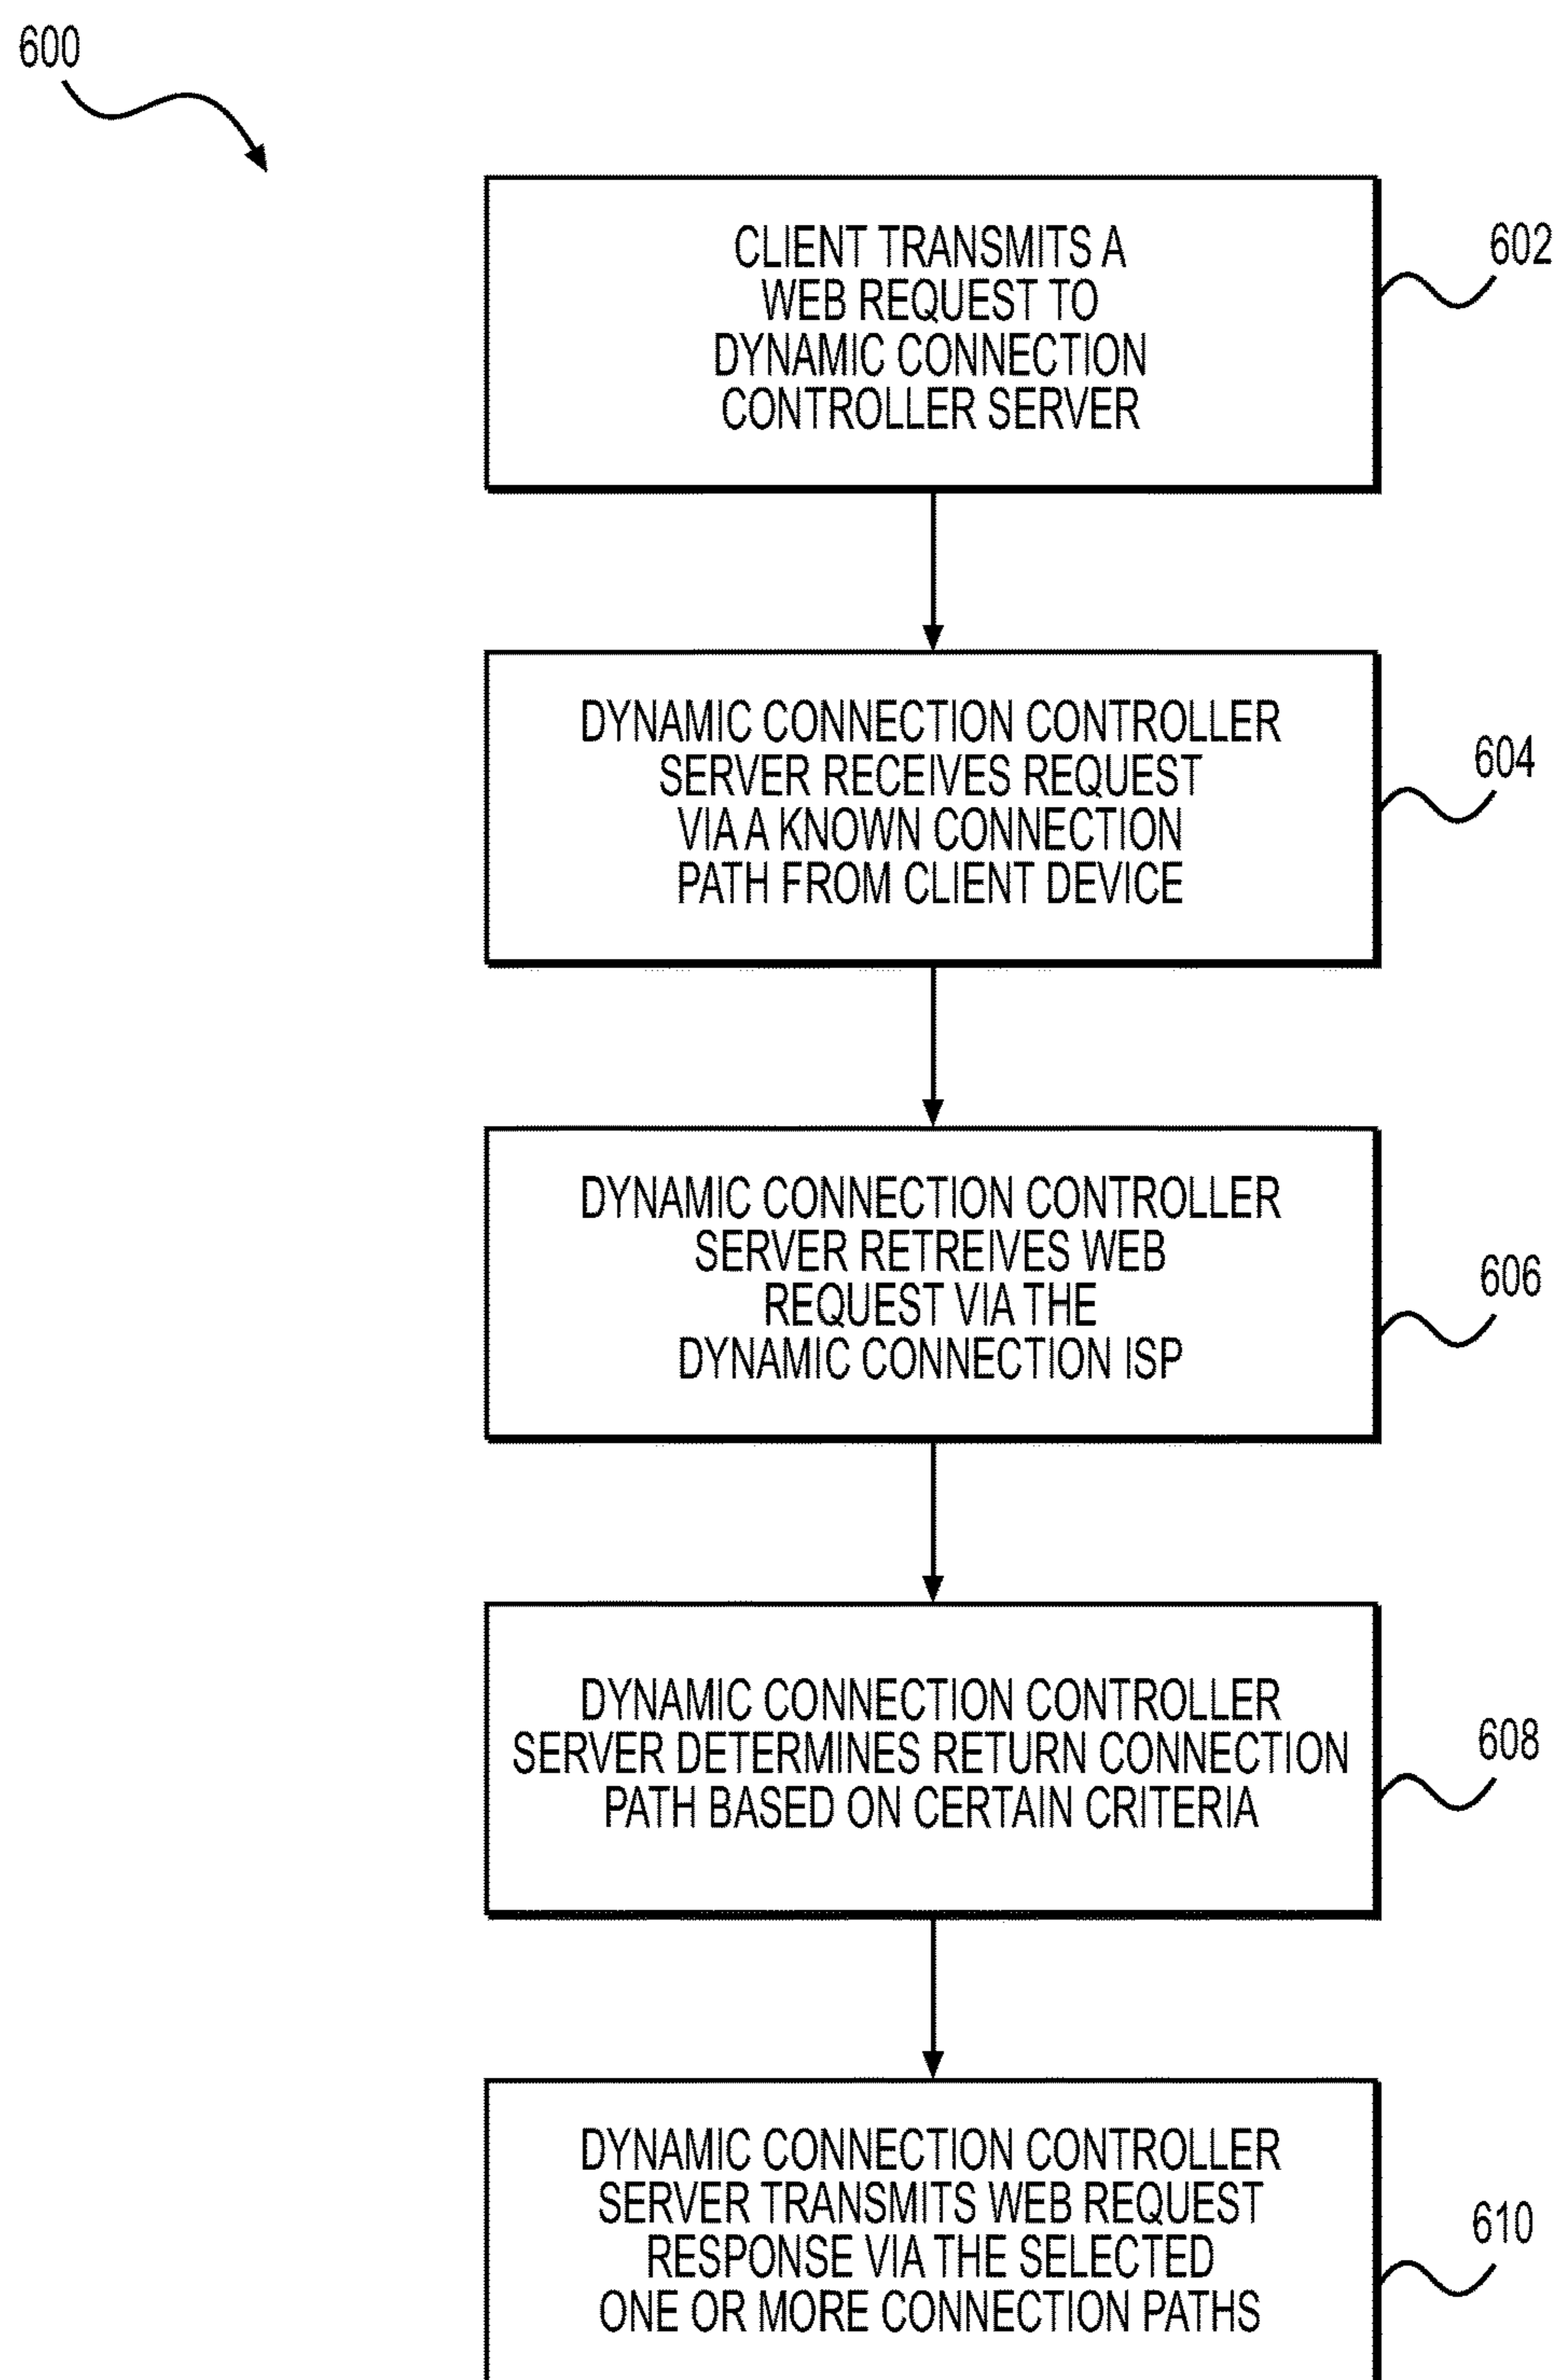 600
CLIENT TRANSMITS A
WEB REQUEST TO
DYNAMIC CONNECTION
CONTROLLER SERVER
602
DYNAMIC CONNECTION CONTROLLER
SERVER RECEIVES REQUEST
VIA A KNOWN CONNECTION
PATH FROM CLIENT DEVICE
604
DYNAMIC CONNECTION CONTROLLER
SERVER RETREIVES WEB
REQUEST VIA THE
DYNAMIC CONNECTION ISP
606
DYNAMIC CONNECTION CONTROLLER
SERVER DETERMINES RETURN CONNECTION
PATH BASED ON CERTAIN CRITERIA
608
DYNAMIC CONNECTION CONTROLLER
SERVER TRANSMITS WEB REQUEST
RESPONSE VIA THE SELECTED
ONE OR MORE CONNECTION PATHS
610